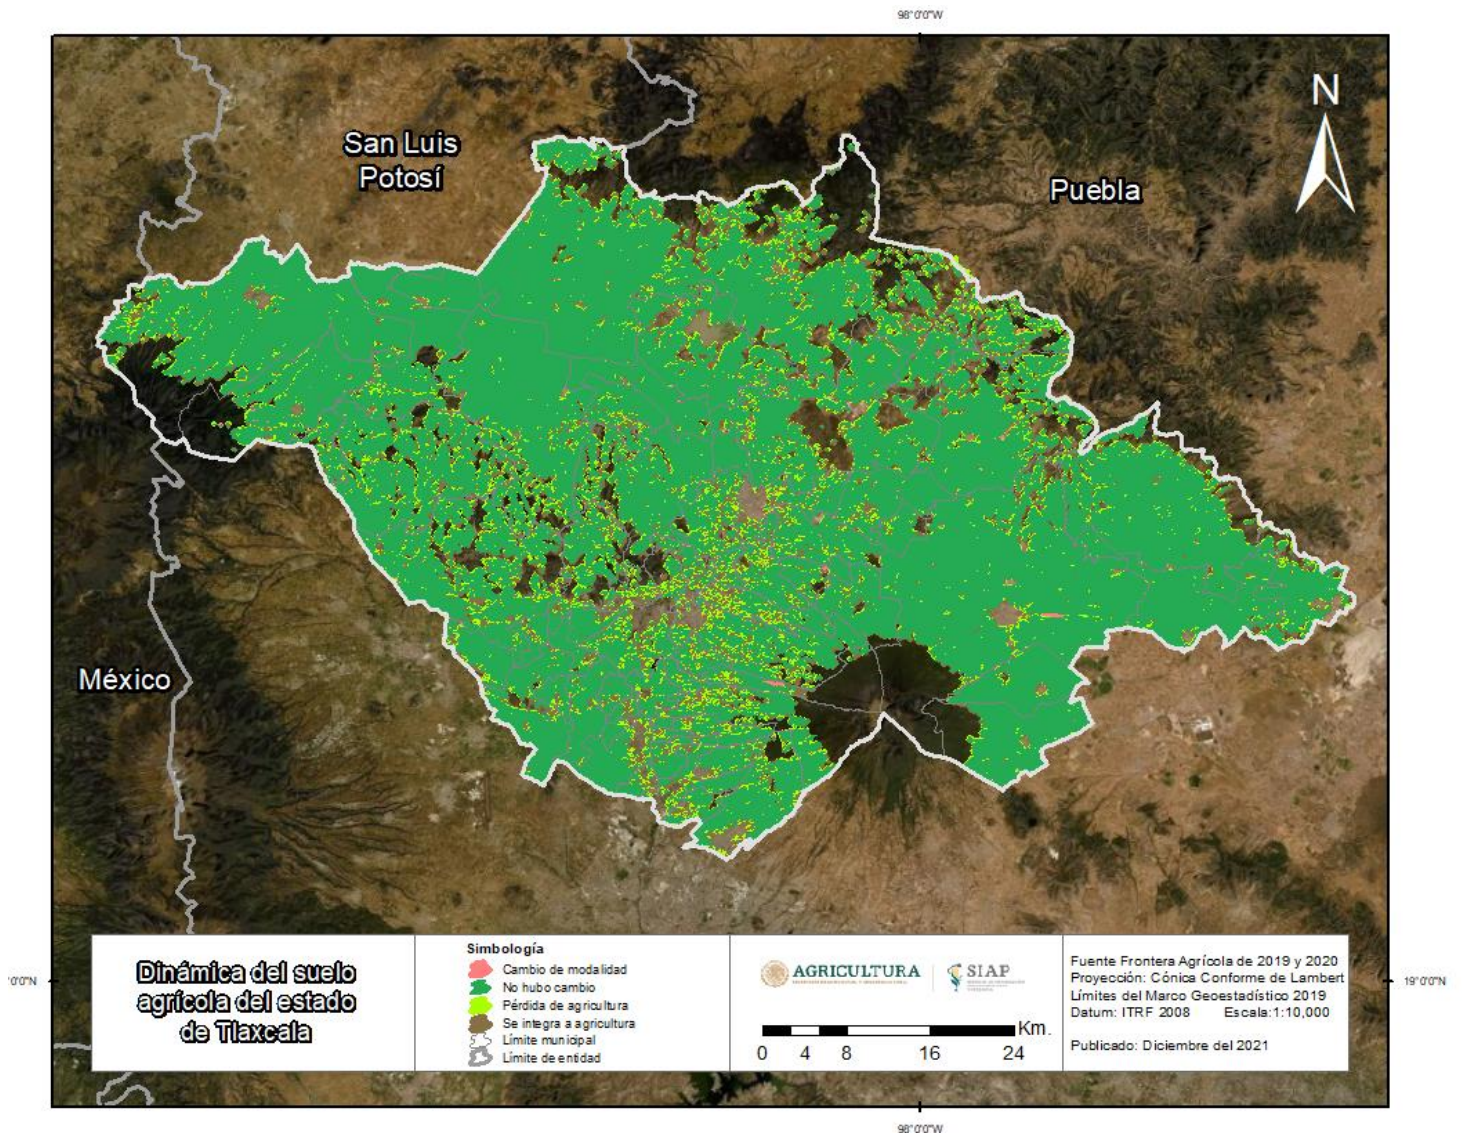 98°0'0"W
N
San Luis
Potosí
Puebla
México
Dinámica del suelo
agrícola del estado
de Tlaxcala
Simbología
Cambio de modalidad
No hubo cambio
Pérdida de agricultura
Se integra a agricultura
Límite municipal
Límite de entidad
AGRICULTURA
SIAP
Km.
0 4 8 16 24
Fuente Frontera Agrícola de 2019 y 2020
Proyección: Cónica Conforme de Lambert
Límites del Marco Geoestadístico 2019
Datum: ITRF 2008 Escala:1:10,000
Publicado: Diciembre del 2021
°0'0"N
19°0'0"N
98°0'0"W